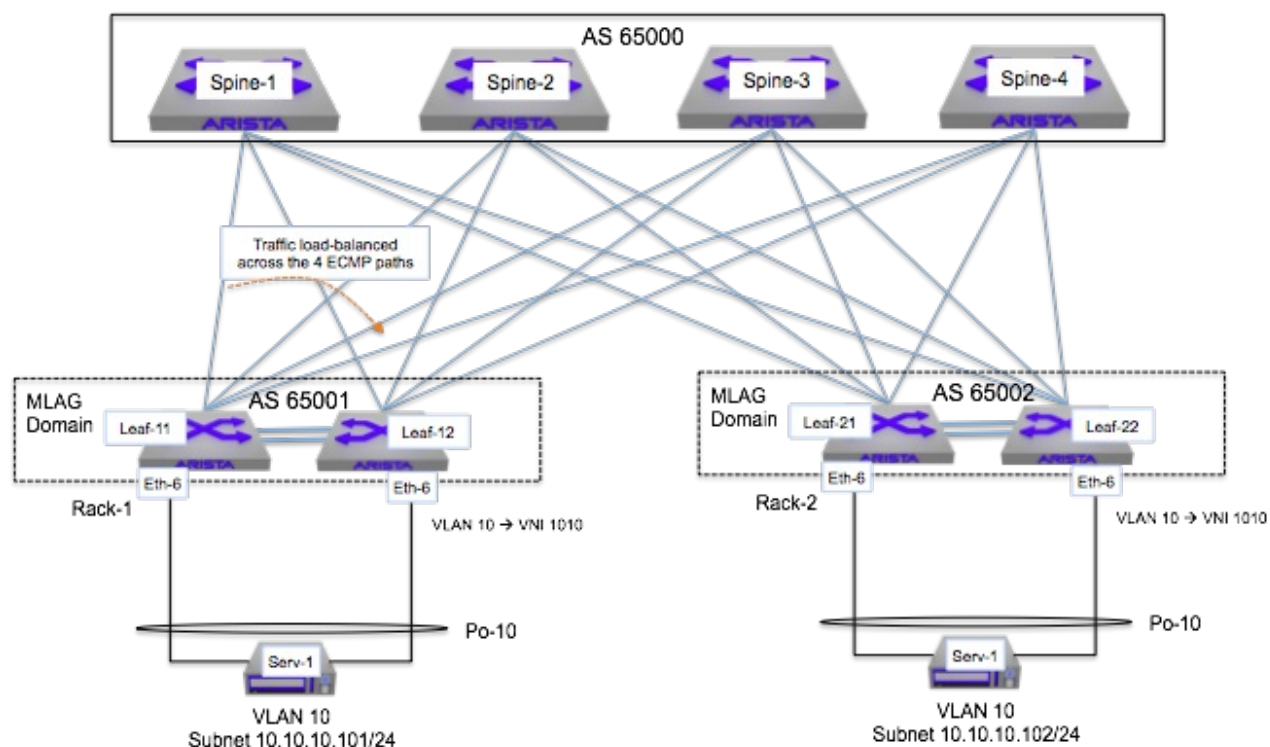 AS 65000
Spine-1
Spine-2
Spine-3
Spine-4
ARISTA
ARISTA
ARISTA
ARISTA
Traffic load-balanced
across the 4 ECMP paths
MLAG
Domain
AS 65001
Leaf-11
Leaf-12
ARISTA
ARISTA
Eth-6
Eth-6
Rack-1
VLAN 10 → VNI 1010
Po-10
Serv-1
VLAN 10
Subnet 10.10.10.101/24
MLAG
Domain
AS 65002
Leaf-21
Leaf-22
ARISTA
ARISTA
Eth-6
Eth-6
Rack-2
VLAN 10 → VNI 1010
Po-10
Serv-1
VLAN 10
Subnet 10.10.10.102/24